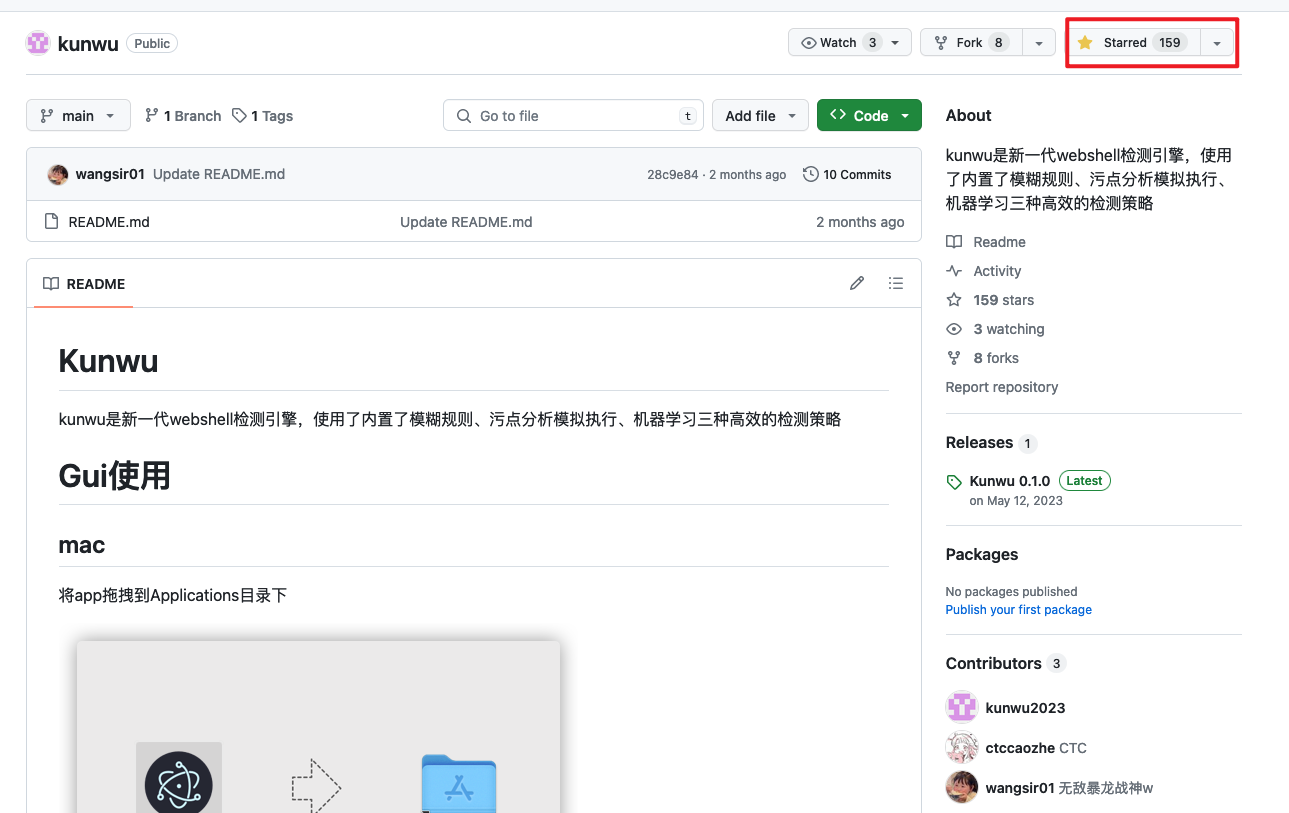 kunwu Public Watch 3 Fork 8 Starred 159
main 1 Branch 1 Tags Go to file t Add file Code
wangsir01 Update README.md 28c9e84 · 2 months ago 10 Commits
README.md Update README.md 2 months ago
README
Kunwu
kunwu是新一代webshell检测引擎，使用了内置了模糊规则、污点分析模拟执行、机器学习三种高效的检测策略
Gui使用
mac
将app拖拽到Applications目录下
About
kunwu是新一代webshell检测引擎，使用
了内置了模糊规则、污点分析模拟执行、
机器学习三种高效的检测策略
Readme
Activity
159 stars
3 watching
8 forks
Report repository
Releases 1
Kunwu 0.1.0 Latest
on May 12, 2023
Packages
No packages published
Publish your first package
Contributors 3
kunwu2023
ctccaozhe CTC
wangsir01 无敌暴龙战神w